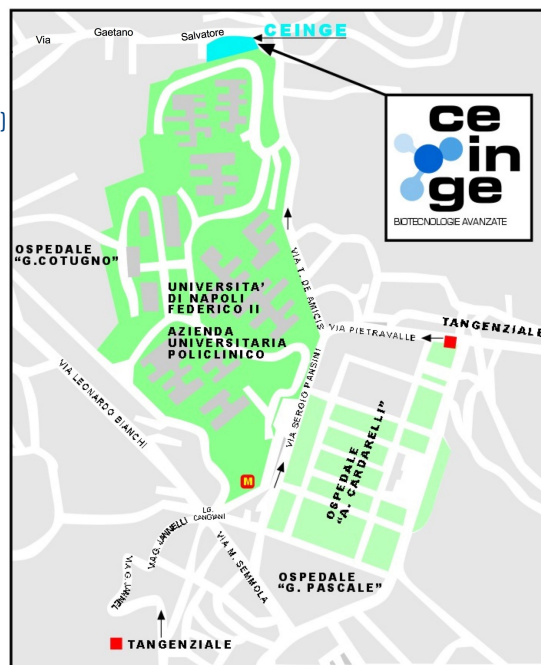 Via Gaetano Salvatore
CEINGE
)
ce
in
ge
BIOTECNOLOGIE AVANZATE
OSPEDALE
“G.COTUGNO”
UNIVERSITA’
DI NAPOLI
FEDERICO II
AZIENDA
UNIVERSITARIA
POLICLINICO
VIA T. DE AMICIS
VIA PIETRAVALLE
TANGENZIALE
VIA LEONARDO BIANCHI
VIA SERGIO PANSINI
OSPEDALE
“A. CARDARELLI”
M
LG.
CANGIANI
VIA G. JANNELLI
VIA G. JANNELLI
VIA M. SEMMOLA
OSPEDALE
“G. PASCALE”
TANGENZIALE